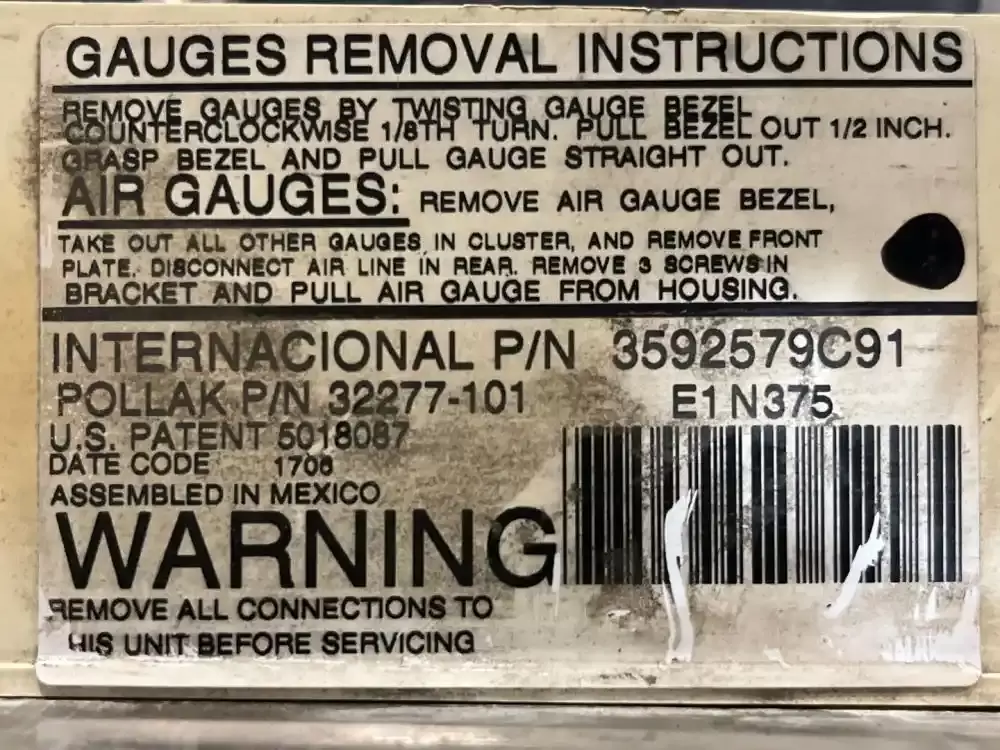 GAUGES REMOVAL INSTRUCTIONS
REMOVE GAUGES BY TWISTING GAUGE BEZEL
COUNTERCLOCKWISE 1/8TH TURN. PULL BEZEL OUT 1/2 INCH.
GRASP BEZEL AND PULL GAUGE STRAIGHT OUT.
AIR GAUGES: REMOVE AIR GAUGE BEZEL,
TAKE OUT ALL OTHER GAUGES IN CLUSTER, AND REMOVE FRONT
PLATE. DISCONNECT AIR LINE IN REAR. REMOVE 3 SCREWS IN
BRACKET AND PULL AIR GAUGE FROM HOUSING.
INTERNACIONAL P/N 3592579C91
POLLAK P/N 32277-101 E1N375
U.S. PATENT 5018087
DATE CODE 1706
ASSEMBLED IN MEXICO
WARNING
REMOVE ALL CONNECTIONS TO
HIS UNIT BEFORE SERVICING